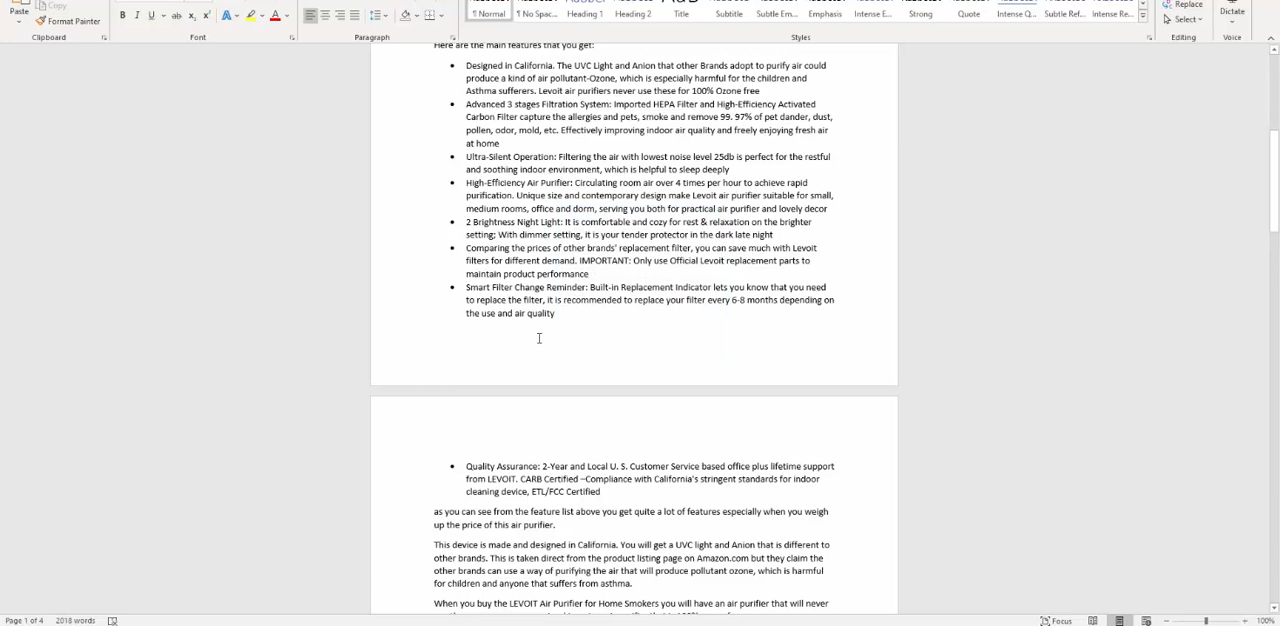 Paste
Copy
Format Painter
Clipboard
B I U ab x₂ x² A A
Font
Paragraph
¶ Normal ¶ No Spac... Heading 1 Heading 2 Title Subtitle Subtle Em... Emphasis Intense E... Strong Quote Intense Q... Subtle Ref... Intense Re...
Styles
Replace
Select
Editing
Dictate
Voice
Here are the main features that you get:
• Designed in California. The UVC Light and Anion that other Brands adopt to purify air could
produce a kind of air pollutant-Ozone, which is especially harmful for the children and
Asthma sufferers. Levoit air purifiers never use these for 100% Ozone free
• Advanced 3 stages Filtration System: Imported HEPA Filter and High-Efficiency Activated
Carbon Filter capture the allergies and pets, smoke and remove 99. 97% of pet dander, dust,
pollen, odor, mold, etc. Effectively improving indoor air quality and freely enjoying fresh air
at home
• Ultra-Silent Operation: Filtering the air with lowest noise level 25db is perfect for the restful
and soothing indoor environment, which is helpful to sleep deeply
• High-Efficiency Air Purifier: Circulating room air over 4 times per hour to achieve rapid
purification. Unique size and contemporary design make Levoit air purifier suitable for small,
medium rooms, office and dorm, serving you both for practical air purifier and lovely decor
• 2 Brightness Night Light: It is comfortable and cozy for rest & relaxation on the brighter
setting; With dimmer setting, it is your tender protector in the dark late night
• Comparing the prices of other brands' replacement filter, you can save much with Levoit
filters for different demand. IMPORTANT: Only use Official Levoit replacement parts to
maintain product performance
• Smart Filter Change Reminder: Built-in Replacement Indicator lets you know that you need
to replace the filter, it is recommended to replace your filter every 6-8 months depending on
the use and air quality
• Quality Assurance: 2-Year and Local U. S. Customer Service based office plus lifetime support
from LEVOIT. CARB Certified –Compliance with California's stringent standards for indoor
cleaning device, ETL/FCC Certified
as you can see from the feature list above you get quite a lot of features especially when you weigh
up the price of this air purifier.
This device is made and designed in California. You will get a UVC light and Anion that is different to
other brands. This is taken direct from the product listing page on Amazon.com but they claim the
other brands can use a way of purifying the air that will produce pollutant ozone, which is harmful
for children and anyone that suffers from asthma.
When you buy the LEVOIT Air Purifier for Home Smokers you will have an air purifier that will never
Page 1 of 4 2018 words
Focus
100%